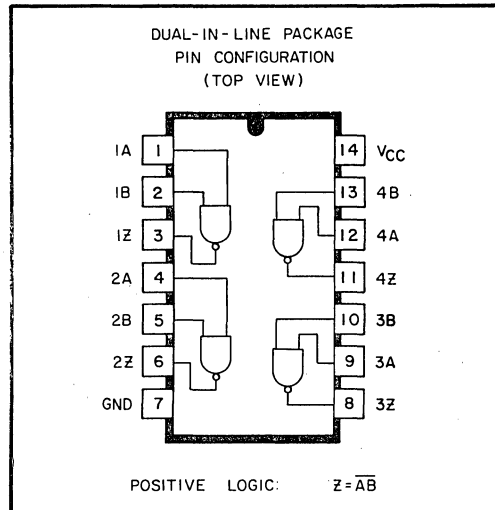 DUAL-IN-LINE PACKAGE
PIN CONFIGURATION
(TOP VIEW)
1A 1 14 VCC
1B 2 13 4B
1Z 3 12 4A
2A 4 11 4Z
2B 5 10 3B
2Z 6 9 3A
GND 7 8 3Z
POSITIVE LOGIC: Z=\overline{AB}